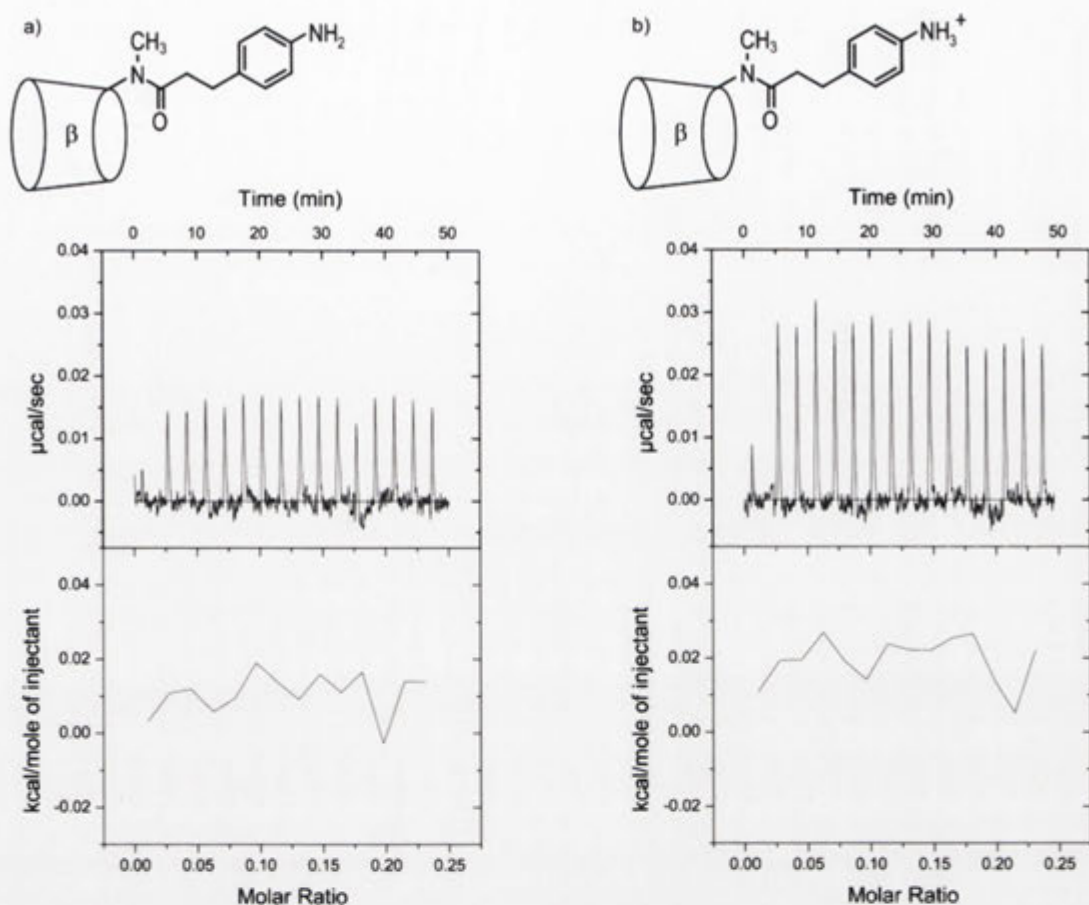 a)
CH3
N
O
NH2
β
Time (min)
0 10 20 30 40 50
0.04
0.03
0.02
0.01
0.00
µcal/sec
0.04
0.02
0.00
-0.02
kcal/mole of injectant
0.00 0.05 0.10 0.15 0.20 0.25
Molar Ratio
b)
CH3
N
O
NH3+
β
Time (min)
0 10 20 30 40 50
0.04
0.03
0.02
0.01
0.00
µcal/sec
0.04
0.02
0.00
-0.02
kcal/mole of injectant
0.00 0.05 0.10 0.15 0.20 0.25
Molar Ratio